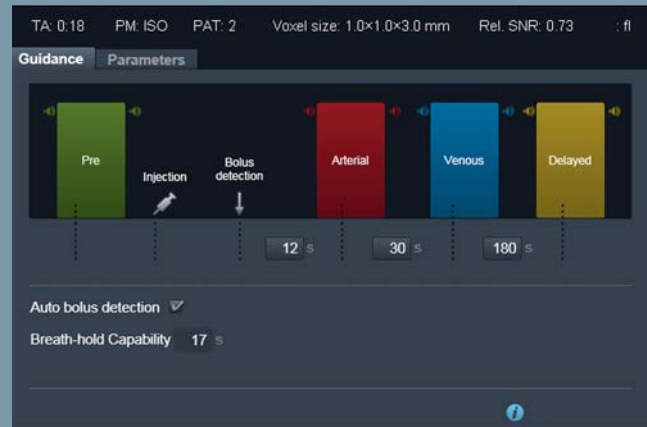 TA: 0:18 PM: ISO PAT: 2 Voxel size: 1.0×1.0×3.0 mm Rel. SNR: 0.73 : fl
Guidance Parameters
Pre
Injection
Bolus
detection
Arterial
Venous
Delayed
12 s 30 s 180 s
Auto bolus detection
Breath-hold Capability 17 s
i